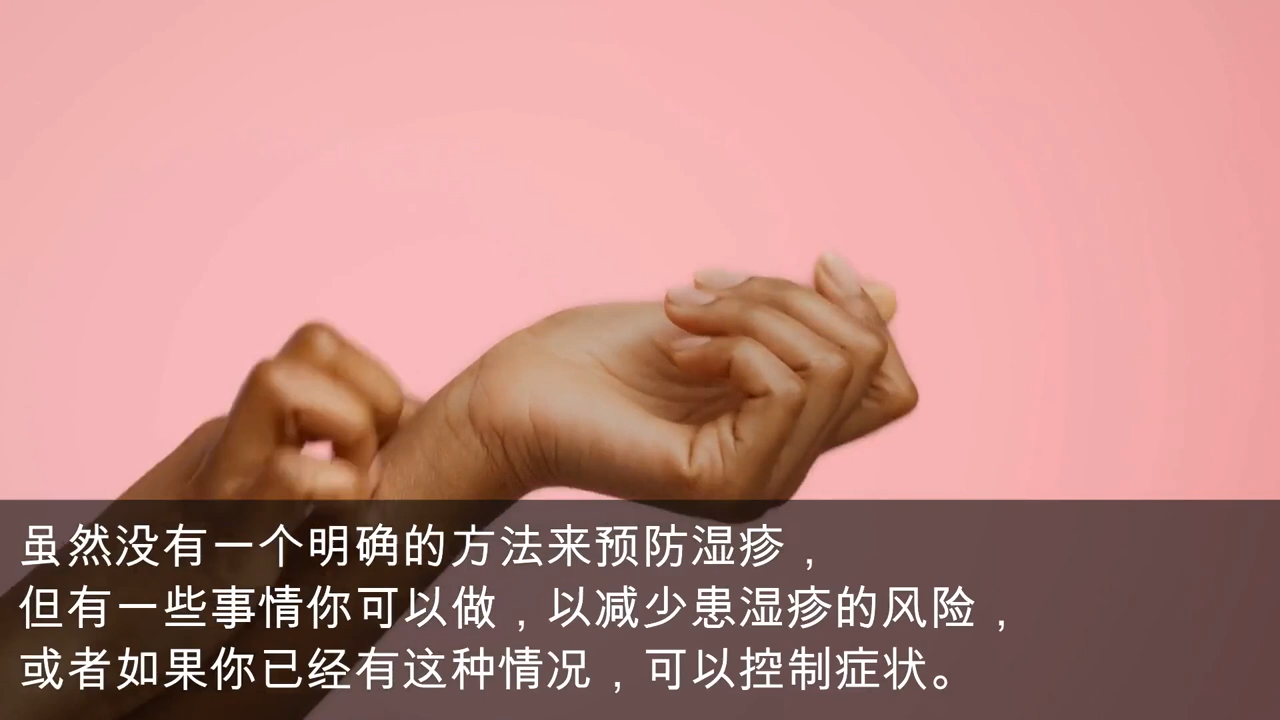 虽然没有一个明确的方法来预防湿疹，
但有一些事情你可以做，以减少患湿疹的风险，
或者如果你已经有这种情况，可以控制症状。